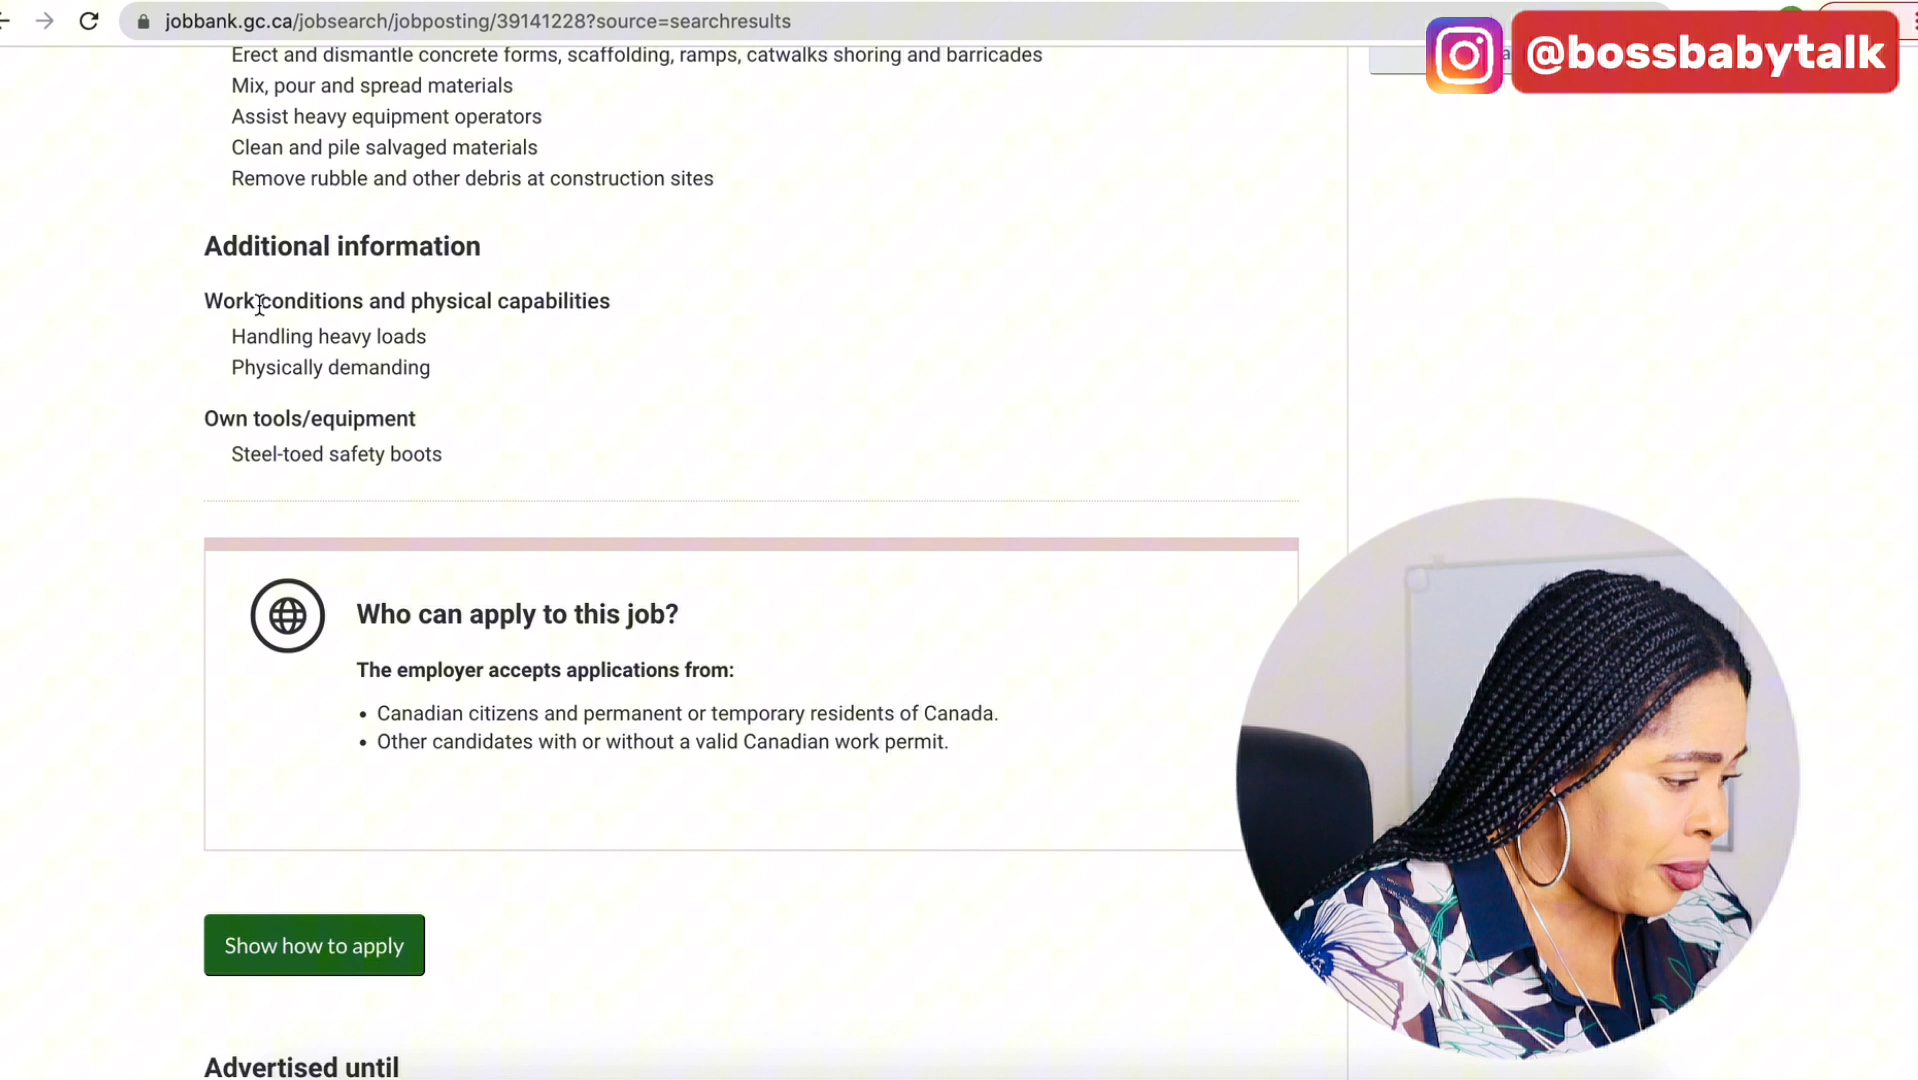 jobbank.gc.ca/jobsearch/jobposting/39141228?source=searchresults
@bossbabytalk
Erect and dismantle concrete forms, scaffolding, ramps, catwalks shoring and barricades
Mix, pour and spread materials
Assist heavy equipment operators
Clean and pile salvaged materials
Remove rubble and other debris at construction sites
Additional information
Work conditions and physical capabilities
Handling heavy loads
Physically demanding
Own tools/equipment
Steel-toed safety boots
Who can apply to this job?
The employer accepts applications from:
• Canadian citizens and permanent or temporary residents of Canada.
• Other candidates with or without a valid Canadian work permit.
Show how to apply
Advertised until